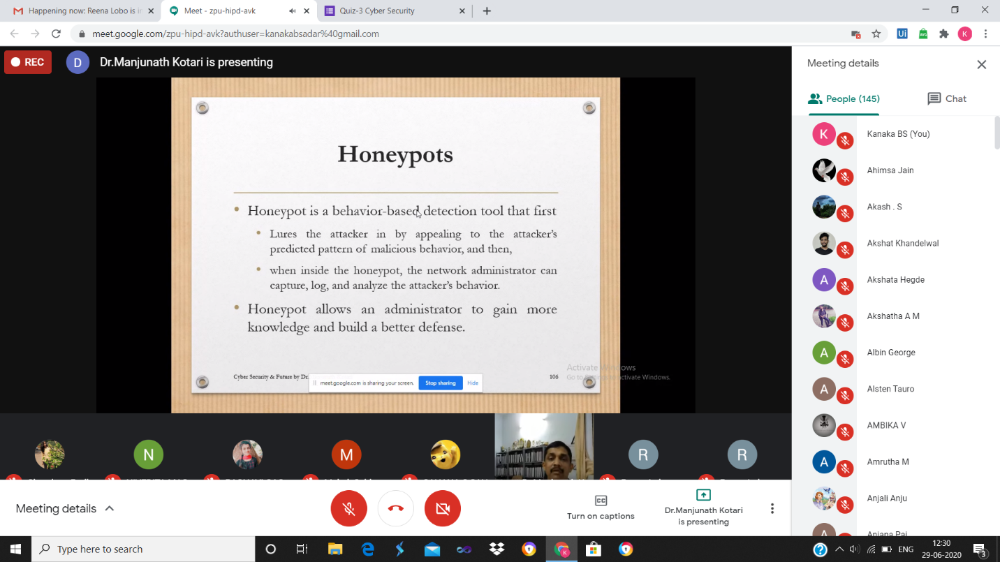 Happening now: Reena Lobo is in
Meet - zpu-hipd-avk
Quiz-3 Cyber Security
meet.google.com/zpu-hipd-avk?authuser=kanakabsadar%40gmail.com
REC
D
Dr.Manjunath Kotari is presenting
Honeypots
Honeypot is a behavior-based detection tool that first
Lures the attacker in by appealing to the attacker's
predicted pattern of malicious behavior, and then,
when inside the honeypot, the network administrator can
capture, log, and analyze the attacker's behavior.
Honeypot allows an administrator to gain more
knowledge and build a better defense.
Cyber Security & Future by
106
meet.google.com is sharing your screen.
Stop sharing
Hide
Activate
Go to
activate Windows.
N
M
R
R
Meeting details
People (145)
Chat
K
Kanaka BS (You)
Ahimsa Jain
Akash . S
Akshat Khandelwal
A
Akshata Hegde
Akshatha A M
A
Albin George
A
Alsten Tauro
AMBIKA V
A
Amrutha M
Anjali Anju
A
Anjana Pai
Meeting details
Turn on captions
Dr.Manjunath Kotari
is presenting
Type here to search
ENG
12:30
29-06-2020
3